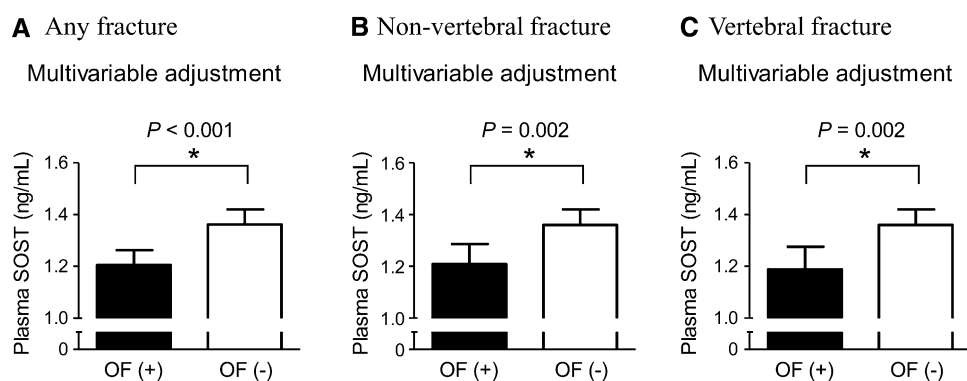 A Any fracture
Multivariable adjustment
P < 0.001
*
Plasma SOST (ng/mL)
1.6
1.4
1.2
1.0
0
OF (+) OF (-)
B Non-vertebral fracture
Multivariable adjustment
P = 0.002
*
Plasma SOST (ng/mL)
1.6
1.4
1.2
1.0
0
OF (+) OF (-)
C Vertebral fracture
Multivariable adjustment
P = 0.002
*
Plasma SOST (ng/mL)
1.6
1.4
1.2
1.0
0
OF (+) OF (-)